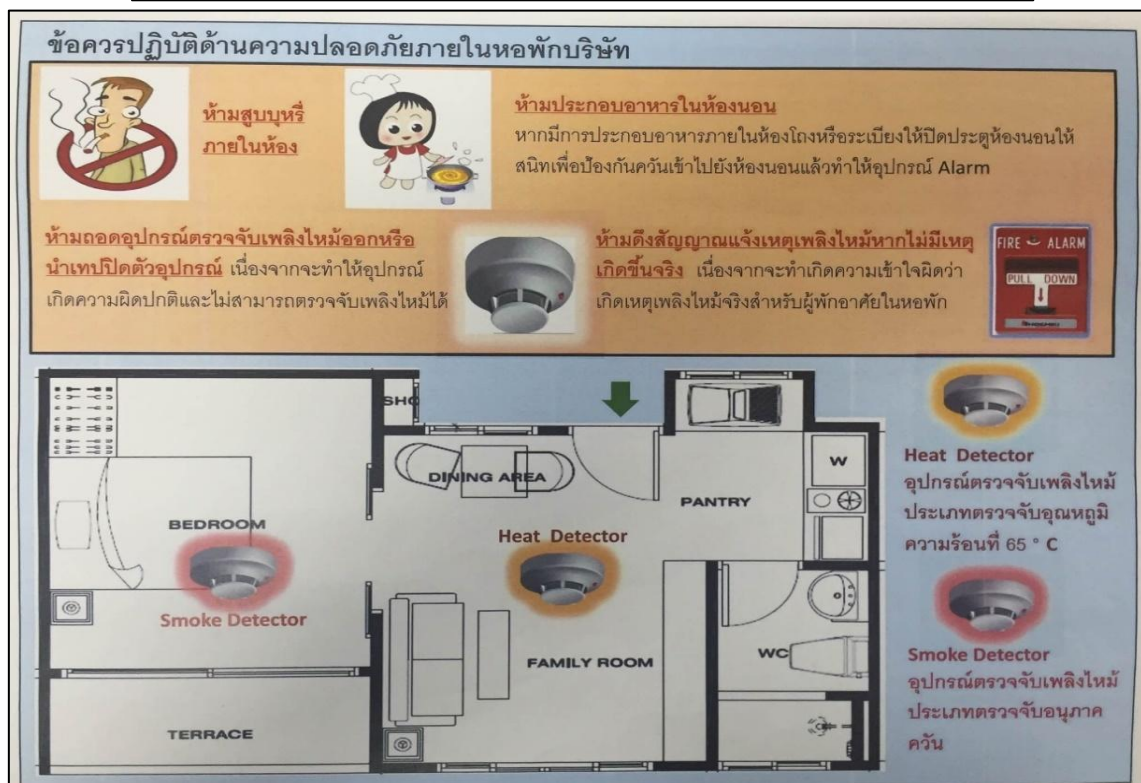 ข้อควรปฏิบัติด้านความปลอดภัยภายในหอพักบริษัท
ห้ามสูบบุหรี่
ภายในห้อง
ห้ามประกอบอาหารในห้องนอน
หากมีการประกอบอาหารภายในห้องโถงหรือระเบียงให้ปิดประตูห้องนอนให้
สนิทเพื่อป้องกันควันเข้าไปยังห้องนอนแล้วทำให้อุปกรณ์ Alarm
ห้ามถอดอุปกรณ์ตรวจจับเพลิงไหม้ออกหรือ
นำเทปปิดตัวอุปกรณ์ เนื่องจากจะทำให้อุปกรณ์
เกิดความผิดปกติและไม่สามารถตรวจจับเพลิงไหม้ได้
ห้ามดึงสัญญาณแจ้งเหตุเพลิงไหม้หากไม่มีเหตุ
เกิดขึ้นจริง เนื่องจากจะทำเกิดความเข้าใจผิดว่า
เกิดเหตุเพลิงไหม้จริงสำหรับผู้พักอาศัยในหอพัก
FIRE ALARM
PULL DOWN
SHO
DINING AREA
PANTRY
W
BEDROOM
Smoke Detector
Heat Detector
FAMILY ROOM
WC
TERRACE
Heat Detector
อุปกรณ์ตรวจจับเพลิงไหม้
ประเภทตรวจจับอุณหภูมิ
ความร้อนที่ 65 ° C
Smoke Detector
อุปกรณ์ตรวจจับเพลิงไหม้
ประเภทตรวจจับอนุภาค
ควัน